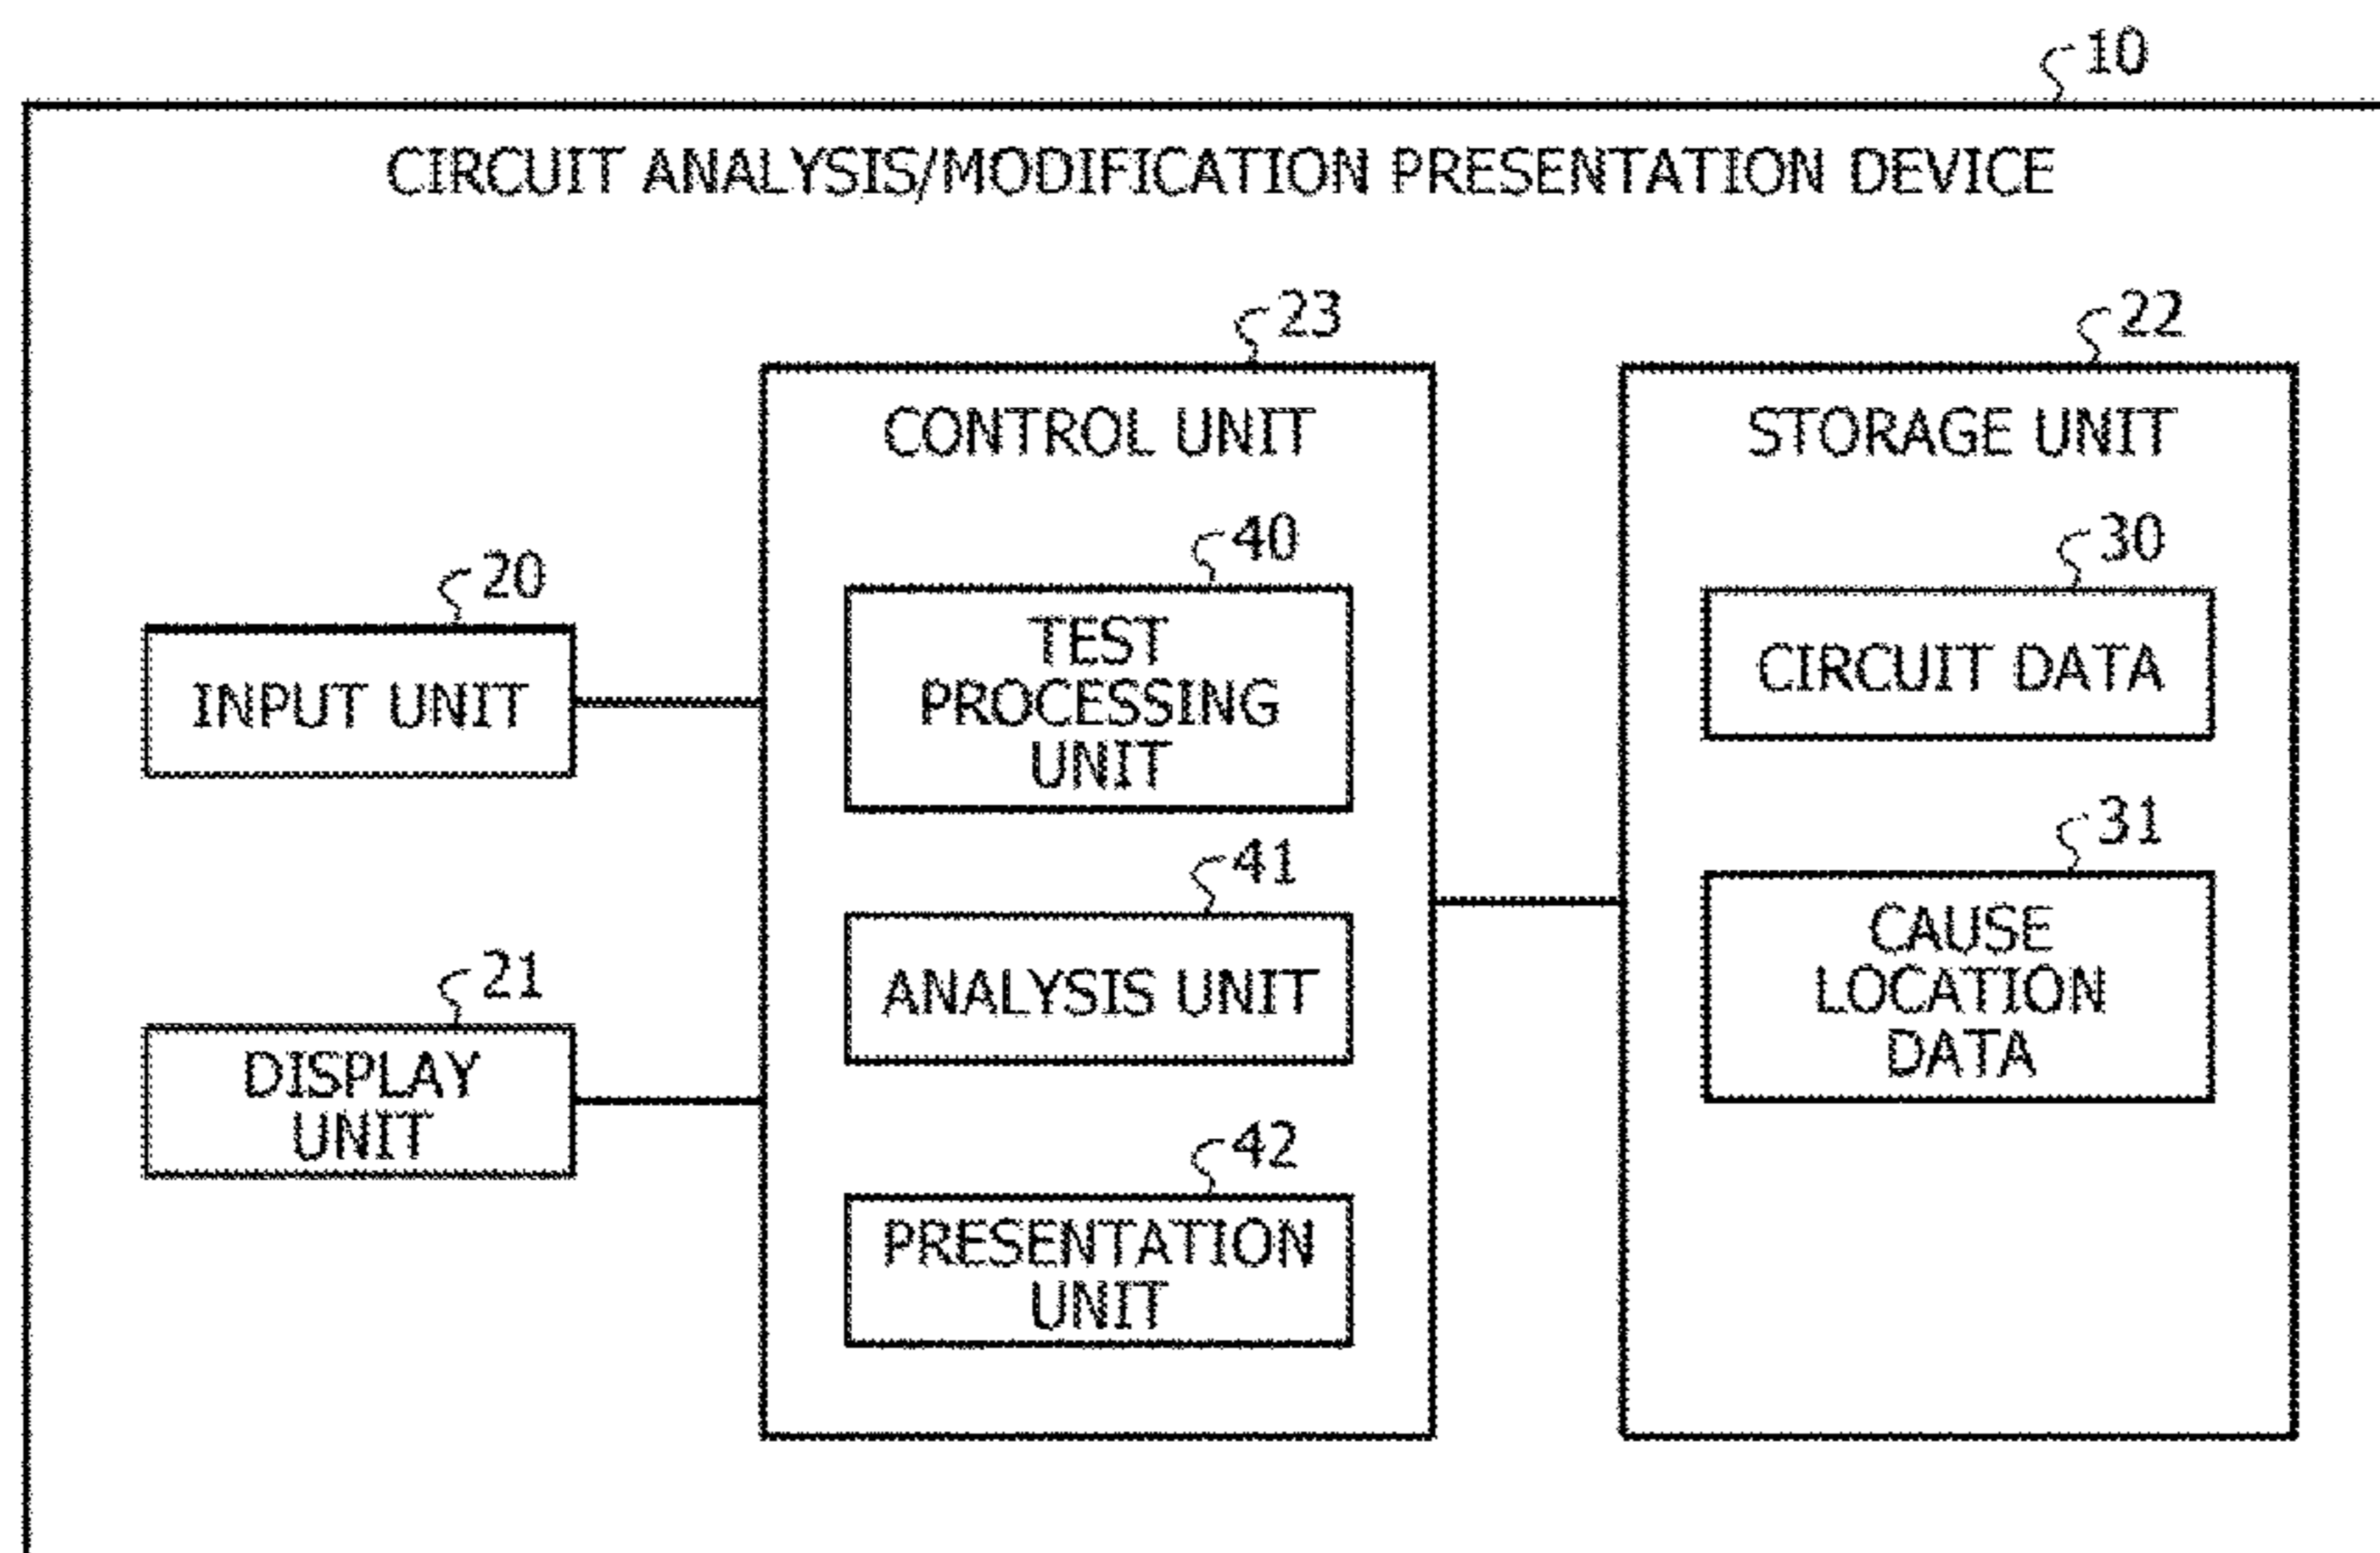 10
CIRCUIT ANALYSIS/MODIFICATION PRESENTATION DEVICE
20
INPUT UNIT
21
DISPLAY
UNIT
23
CONTROL UNIT
40
TEST
PROCESSING
UNIT
41
ANALYSIS UNIT
42
PRESENTATION
UNIT
22
STORAGE UNIT
30
CIRCUIT DATA
31
CAUSE
LOCATION
DATA